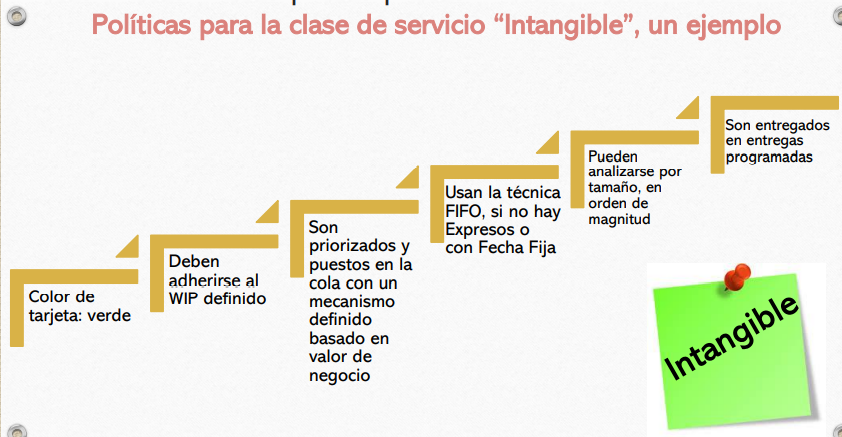 Políticas para la clase de servicio “Intangible”, un ejemplo
Color de
tarjeta: verde
Deben
adherirse al
WIP definido
Son
priorizados y
puestos en la
cola con un
mecanismo
definido
basado en
valor de
negocio
Usan la técnica
FIFO, si no hay
Expresos o
con Fecha Fija
Pueden
analizarse por
tamaño, en
orden de
magnitud
Son entregados
en entregas
programadas
Intangible